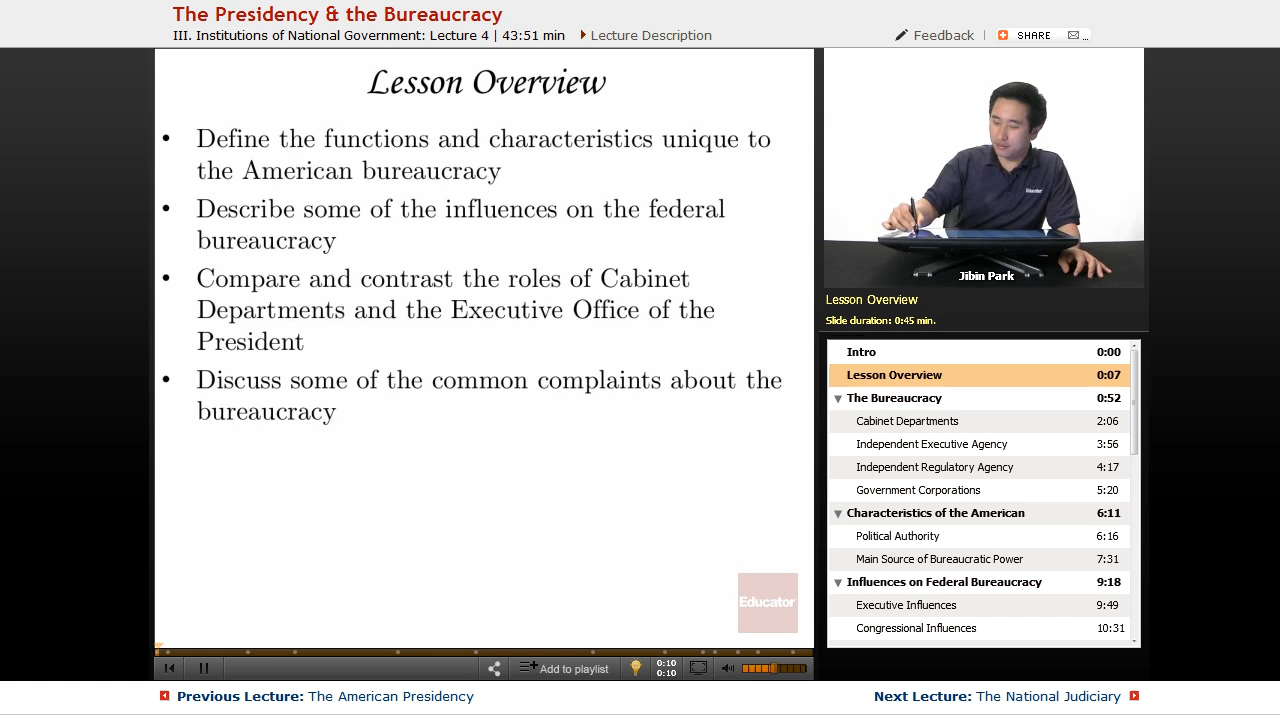 The Presidency & the Bureaucracy
III. Institutions of National Government: Lecture 4 | 43:51 min
Lecture Description
Feedback
SHARE
Lesson Overview
• Define the functions and characteristics unique to
the American bureaucracy
• Describe some of the influences on the federal
bureaucracy
• Compare and contrast the roles of Cabinet
Departments and the Executive Office of the
President
• Discuss some of the common complaints about the
bureaucracy
Educator
Educator
Jibin Park
Lesson Overview
Slide duration: 0:45 min.
Intro 0:00
Lesson Overview 0:07
The Bureaucracy 0:52
Cabinet Departments 2:06
Independent Executive Agency 3:56
Independent Regulatory Agency 4:17
Government Corporations 5:20
Characteristics of the American 6:11
Political Authority 6:16
Main Source of Bureaucratic Power 7:31
Influences on Federal Bureaucracy 9:18
Executive Influences 9:49
Congressional Influences 10:31
Add to playlist
0:10
0:10
Previous Lecture: The American Presidency
Next Lecture: The National Judiciary